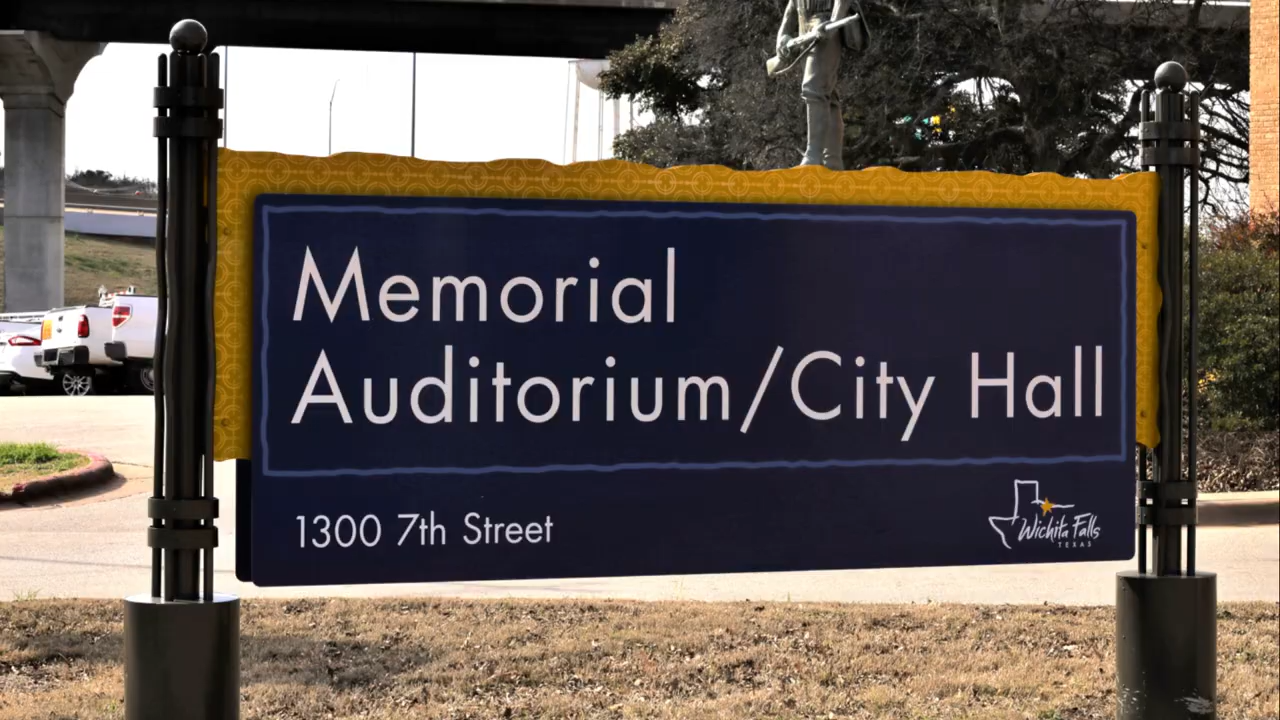 Memorial
Auditorium/City Hall
1300 7th Street
Wichita Falls
TEXAS